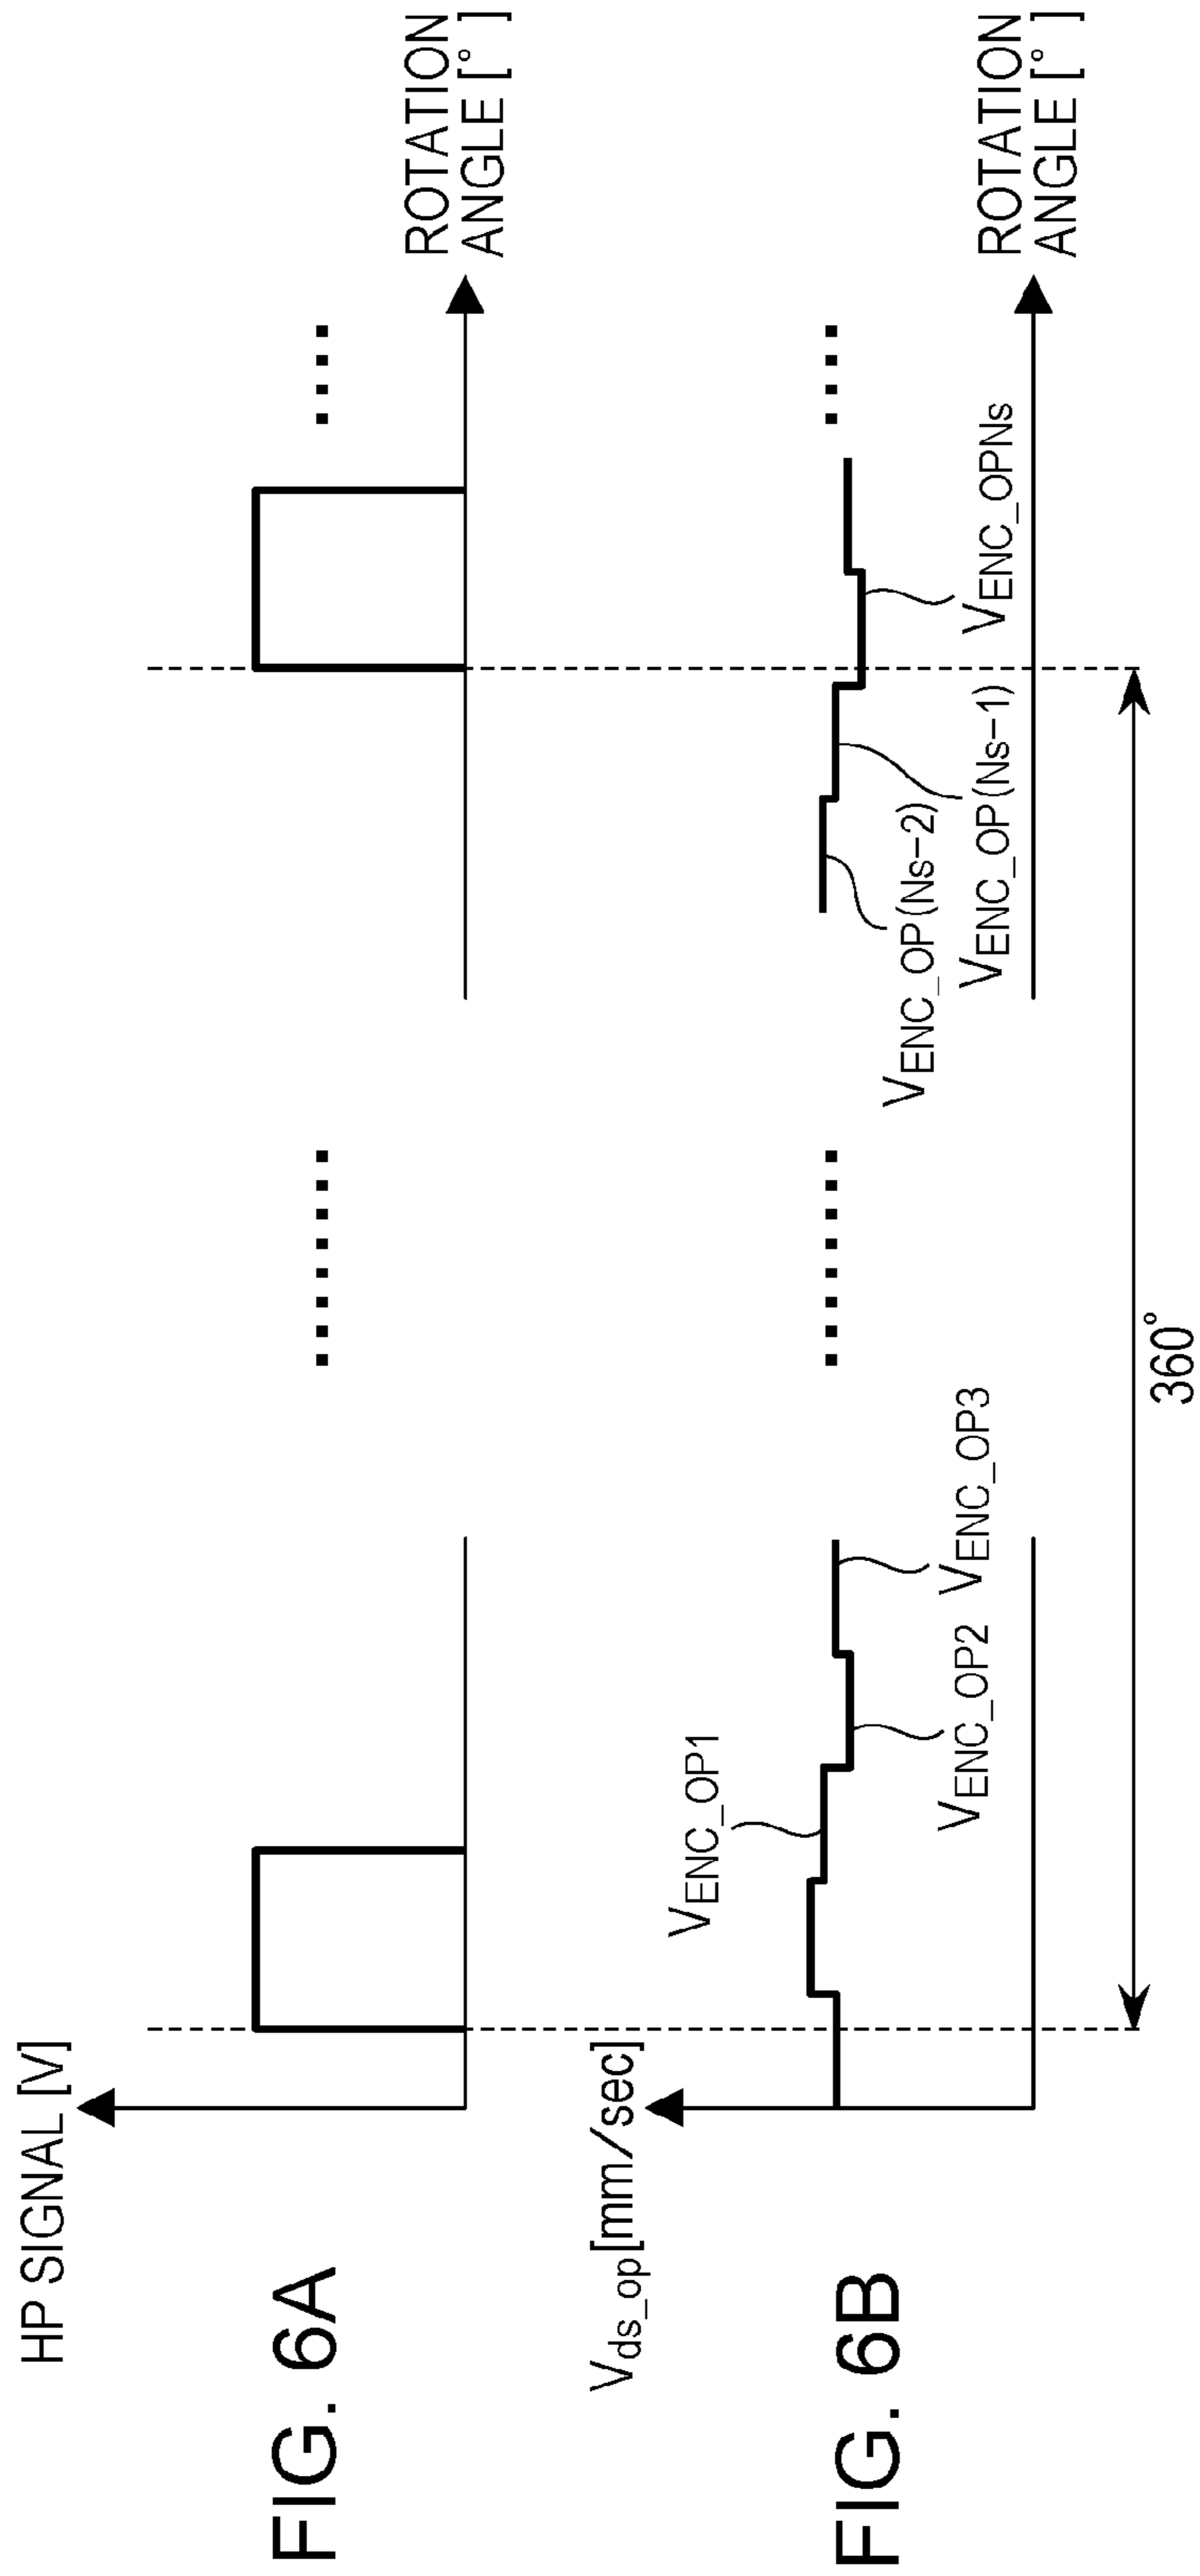 FIG. 6A
HP SIGNAL [V]
ROTATION
ANGLE [° ]
FIG. 6B
Vds_op[mm/sec]
VENC_OP1
VENC_OP2
VENC_OP3
VENC_OP(Ns-2)
VENC_OP(Ns-1)
VENC_OPNs
ROTATION
ANGLE [° ]
360°